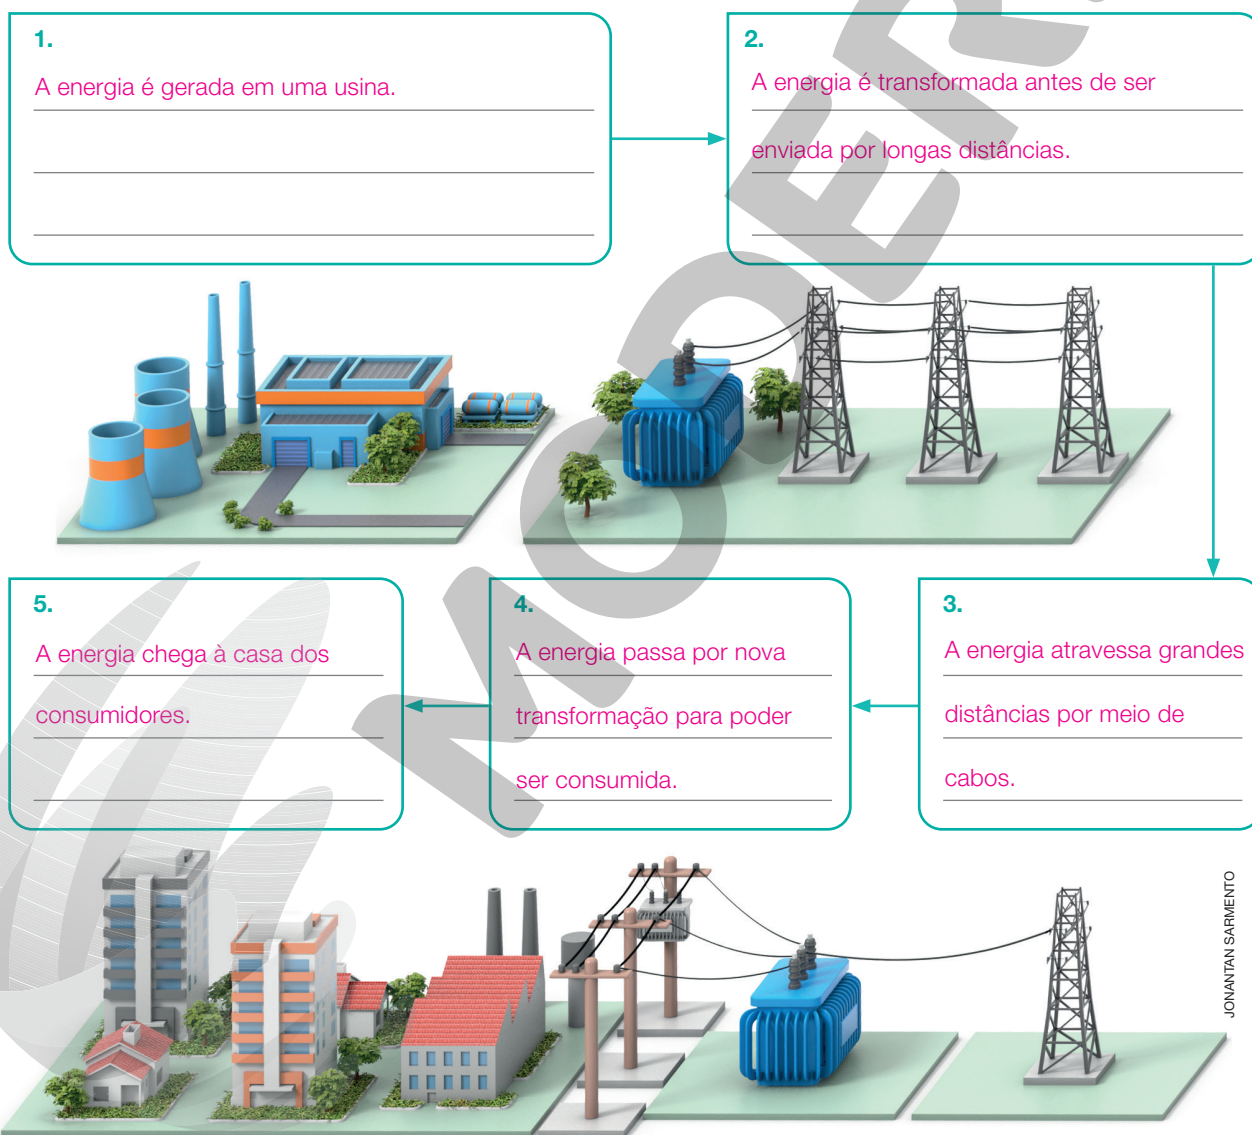 1.
A energia é gerada em uma usina.
2.
A energia é transformada antes de ser
enviada por longas distâncias.
3.
A energia atravessa grandes
distâncias por meio de
cabos.
4.
A energia passa por nova
transformação para poder
ser consumida.
5.
A energia chega à casa dos
consumidores.
JONANTAN SARMENTO